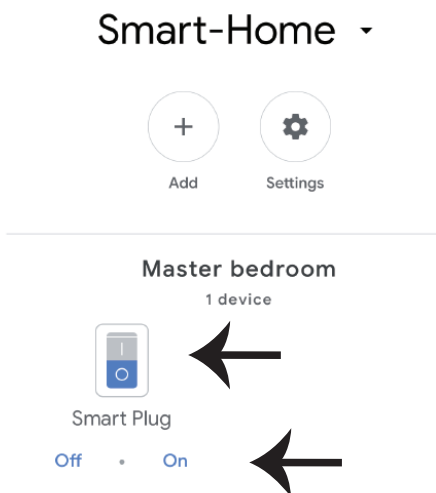 Smart-Home
Add Settings
Master bedroom
1 device
Smart Plug
Off • On